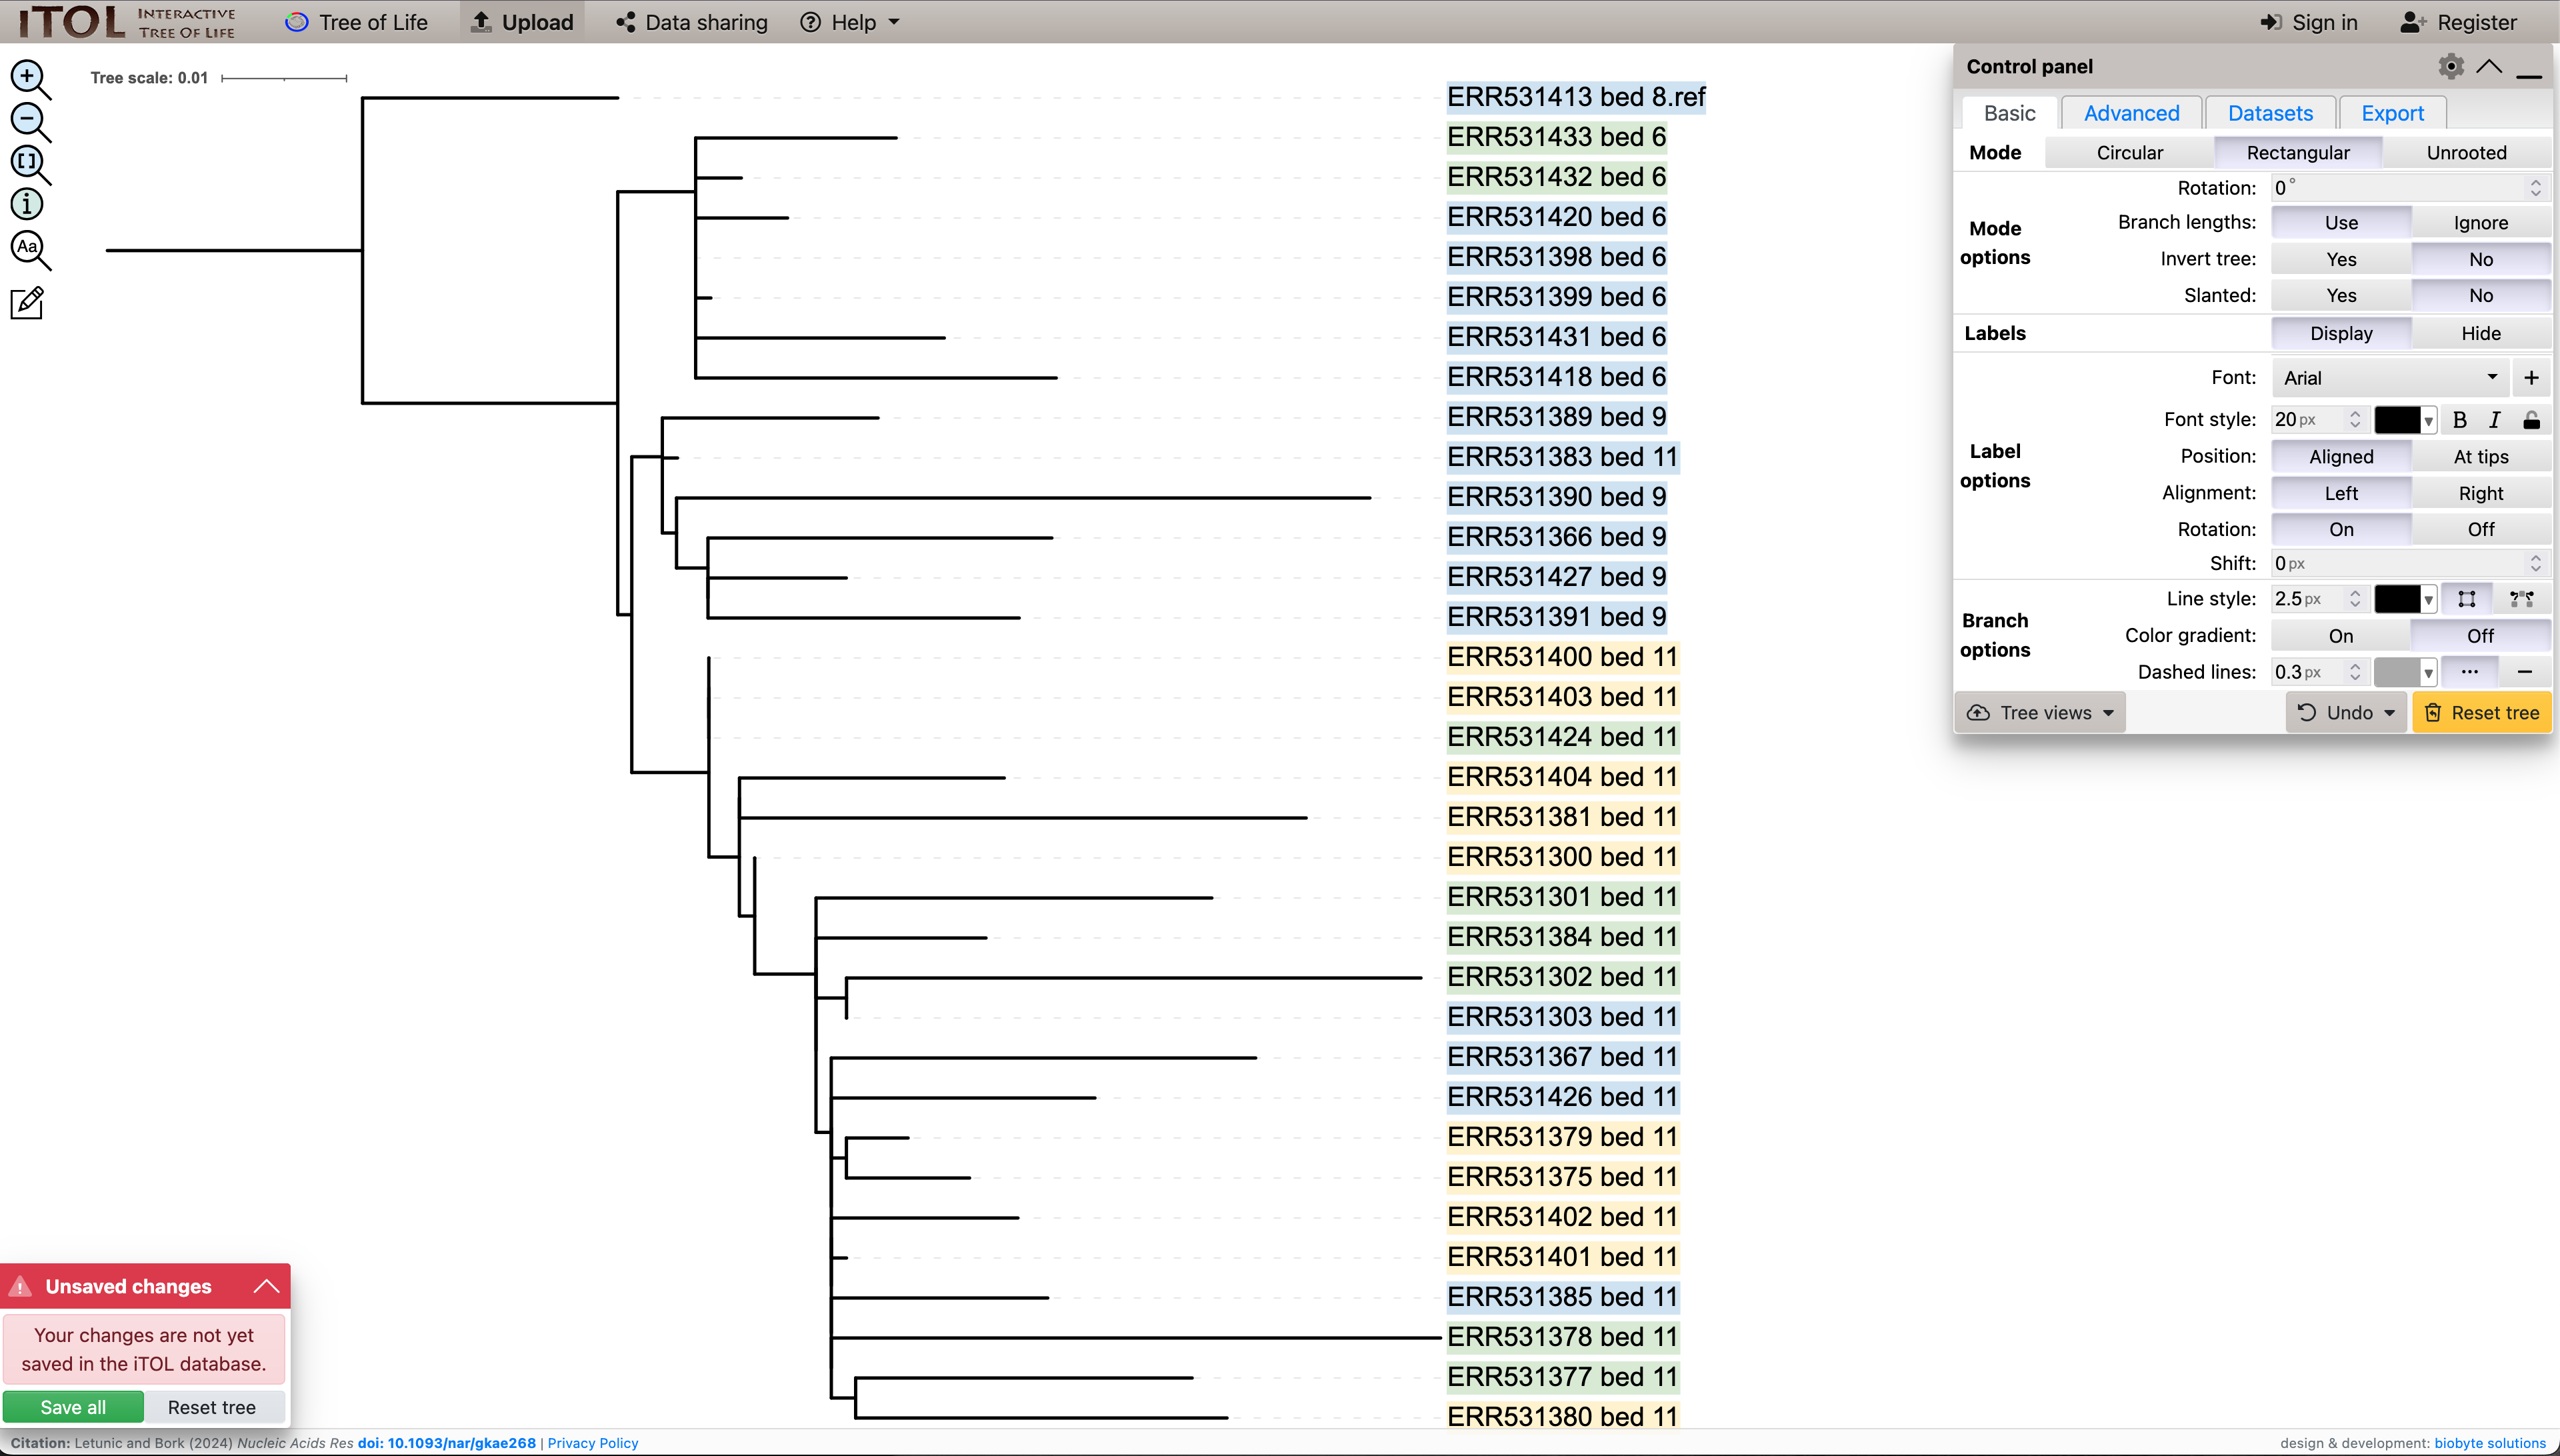 iTOL INTERACTIVE TREE OF LIFE Tree of Life Upload Data sharing Help Sign in Register
Tree scale: 0.01
ERR531413 bed 8.ref
ERR531433 bed 6
ERR531432 bed 6
ERR531420 bed 6
ERR531398 bed 6
ERR531399 bed 6
ERR531431 bed 6
ERR531418 bed 6
ERR531389 bed 9
ERR531383 bed 11
ERR531390 bed 9
ERR531366 bed 9
ERR531427 bed 9
ERR531391 bed 9
ERR531400 bed 11
ERR531403 bed 11
ERR531424 bed 11
ERR531404 bed 11
ERR531381 bed 11
ERR531300 bed 11
ERR531301 bed 11
ERR531384 bed 11
ERR531302 bed 11
ERR531303 bed 11
ERR531367 bed 11
ERR531426 bed 11
ERR531379 bed 11
ERR531375 bed 11
ERR531402 bed 11
ERR531401 bed 11
ERR531385 bed 11
ERR531378 bed 11
ERR531377 bed 11
ERR531380 bed 11
Control panel
Basic Advanced Datasets Export
Mode Circular Rectangular Unrooted
Mode options
Rotation: 0°
Branch lengths: Use Ignore
Invert tree: Yes No
Slanted: Yes No
Labels Display Hide
Label options
Font: Arial +
Font style: 20 px B I
Position: Aligned At tips
Alignment: Left Right
Rotation: On Off
Shift: 0 px
Branch options
Line style: 2.5 px
Color gradient: On Off
Dashed lines: 0.3 px
Tree views Undo Reset tree
Aa
Unsaved changes
Your changes are not yet
saved in the iTOL database.
Save all Reset tree
Citation: Letunic and Bork (2024) Nucleic Acids Res doi: 10.1093/nar/gkae268 | Privacy Policy
design & development: biobyte solutions